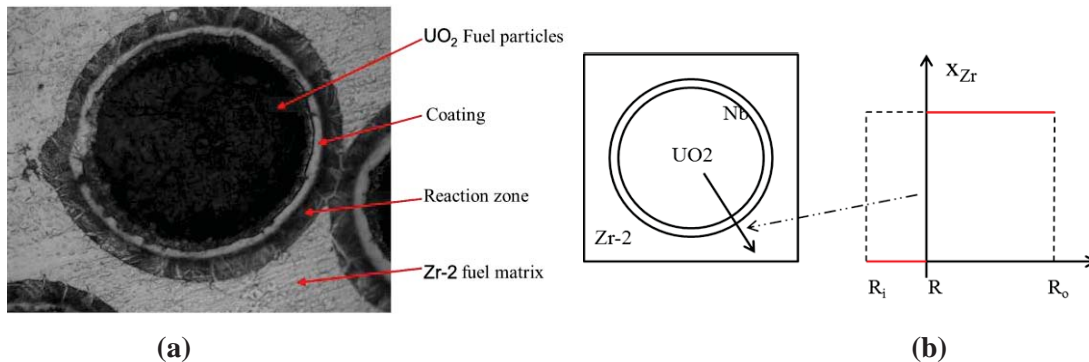 UO₂ Fuel particles
Coating
Reaction zone
Zr-2 fuel matrix
(a)
Nb
UO2
Zr-2
XZr
Ri
R
Ro
(b)